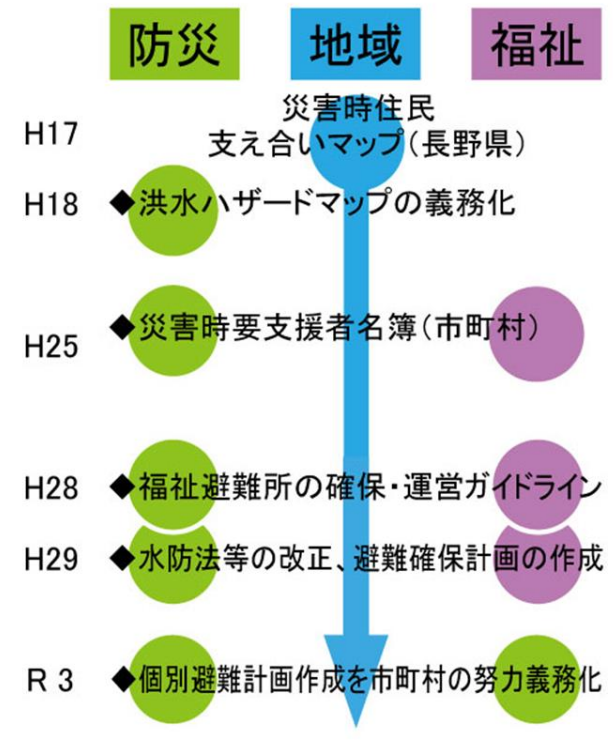 防災 地域 福祉
H17 災害時住民
支え合いマップ(長野県)
H18 ◆洪水ハザードマップの義務化
H25 ◆災害時要支援者名簿(市町村)
H28 ◆福祉避難所の確保・運営ガイドライン
H29 ◆水防法等の改正、避難確保計画の作成
R 3 ◆個別避難計画作成を市町村の努力義務化